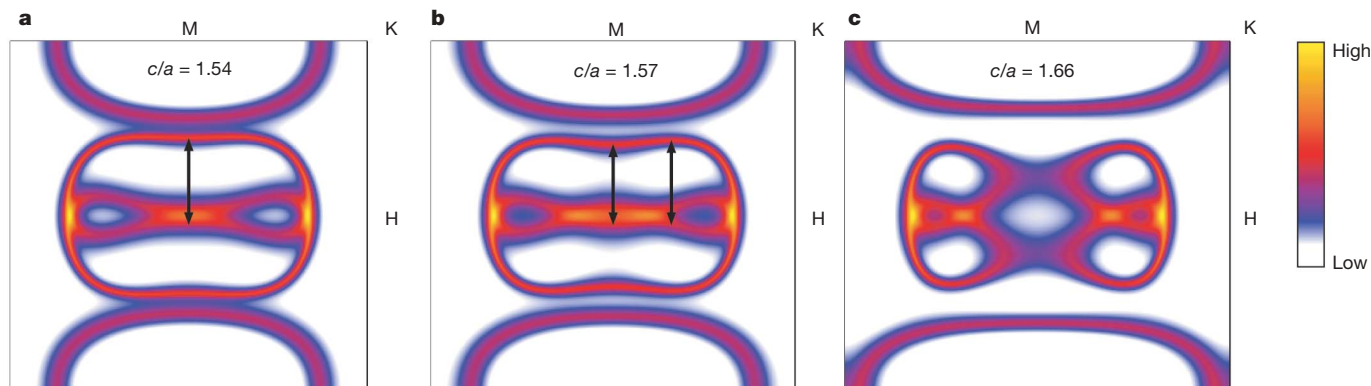 a
M
K
c/a = 1.54
H
b
M
K
c/a = 1.57
H
c
M
K
c/a = 1.66
H
High
Low